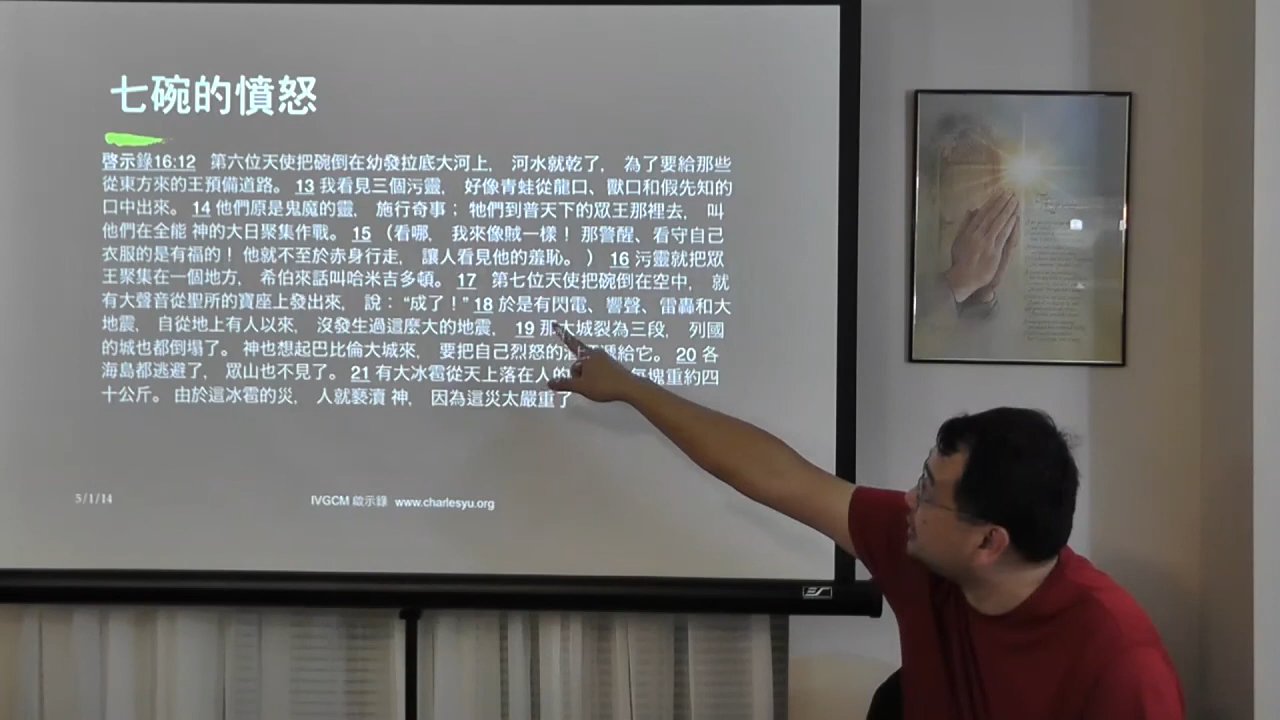 七碗的憤怒
啓示錄16:12 第六位天使把碗倒在幼發拉底大河上， 河水就乾了， 為了要給那些
從東方來的王預備道路。 13 我看見三個污靈， 好像青蛙從龍口、獸口和假先知的
口中出來。 14 他們原是鬼魔的靈， 施行奇事； 牠們到普天下的眾王那裡去， 叫
他們在全能 神的大日聚集作戰。 15 （看哪， 我來像賊一樣！ 那警醒、看守自己
衣服的是有福的！ 他就不至於赤身行走， 讓人看見他的羞恥。） 16 污靈就把眾
王聚集在一個地方， 希伯來話叫哈米吉多頓。 17 第七位天使把碗倒在空中， 就
有大聲音從聖所的寶座上發出來， 說：“成了！” 18 於是有閃電、響聲、雷轟和大
地震， 自從地上有人以來， 沒發生過這麼大的地震， 19 那大城裂為三段， 列國
的城也都倒塌了。 神也想起巴比倫大城來， 要把自己烈怒的 給它。 20 各
海島都逃避了， 眾山也不見了。 21 有大冰雹從天上落在人的 每塊重約四
十公斤。 由於這冰雹的災， 人就褻瀆 神， 因為這災太嚴重了
5/1/14
IVGCM 啟示錄 www.charlesyu.org
ES